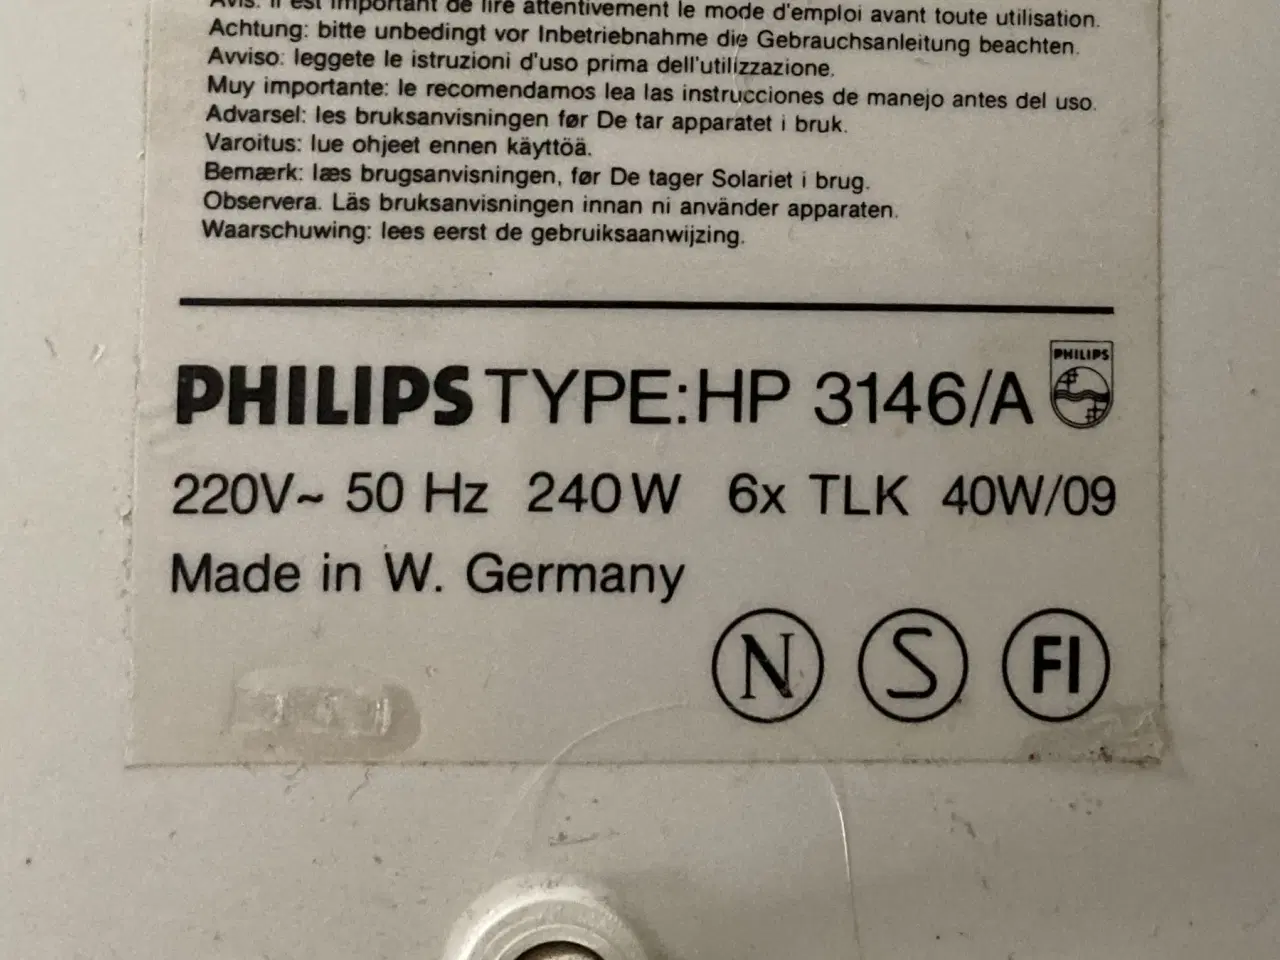 Avis: il est important de lire attentivement le mode d'emploi avant toute utilisation.
Achtung: bitte unbedingt vor Inbetriebnahme die Gebrauchsanleitung beachten.
Avviso: leggete le istruzioni d'uso prima dell'utilizzazione.
Muy importante: le recomendamos lea las instrucciones de manejo antes del uso.
Advarsel: les bruksanvisningen før De tar apparatet i bruk.
Varoitus: lue ohjeet ennen käyttöä.
Bemærk: læs brugsanvisningen, før De tager Solariet i brug.
Observera. Läs bruksanvisningen innan ni använder apparaten.
Waarschuwing: lees eerst de gebruiksaanwijzing.
PHILIPS TYPE: HP 3146/A PHILIPS
220V~ 50 Hz 240W 6x TLK 40W/09
Made in W. Germany
N S FI